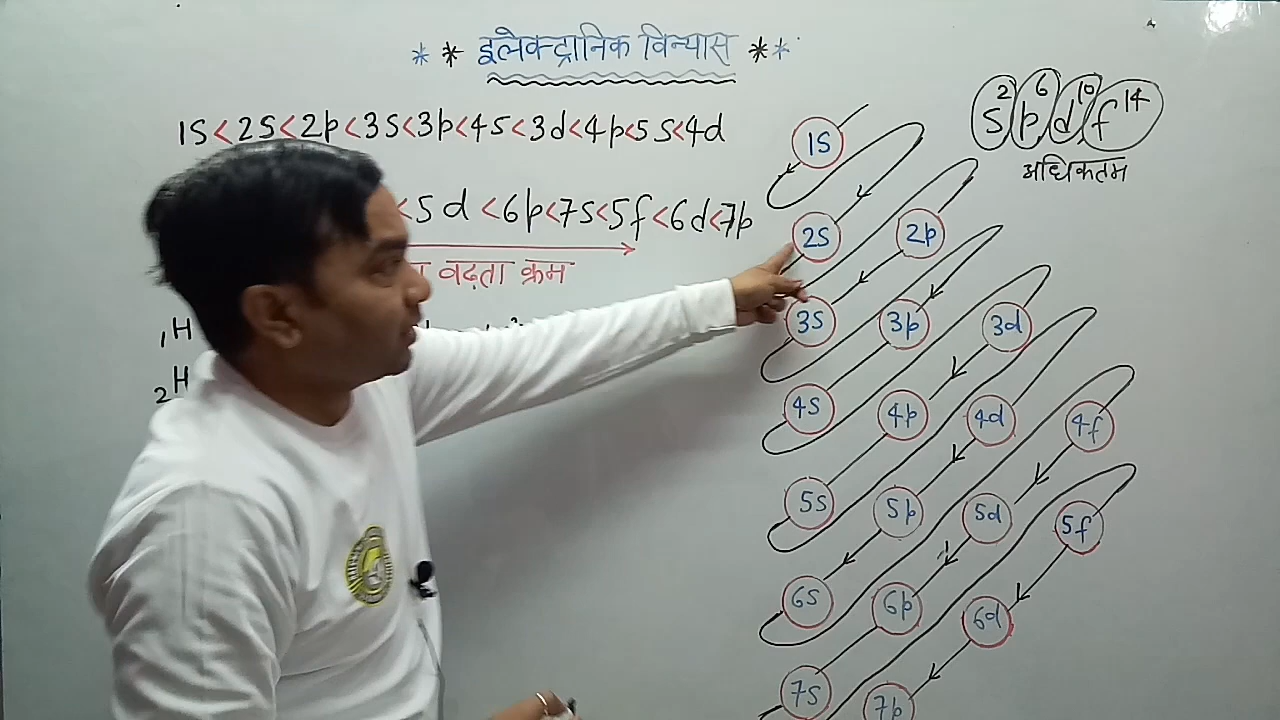 * * इलेक्ट्रानिक विन्यास * *
1s < 2s < 2p < 3s < 3p < 4s < 3d < 4p < 5s < 4d
< 5d < 6p < 7s < 5f < 6d < 7p
बढ़ता क्रम
₁H
₂H
s² p⁶ d¹⁰ f¹⁴
अधिकतम
1s
2s 2p
3s 3p 3d
4s 4p 4d 4f
5s 5p 5d 5f
6s 6p 6d
7s 7p